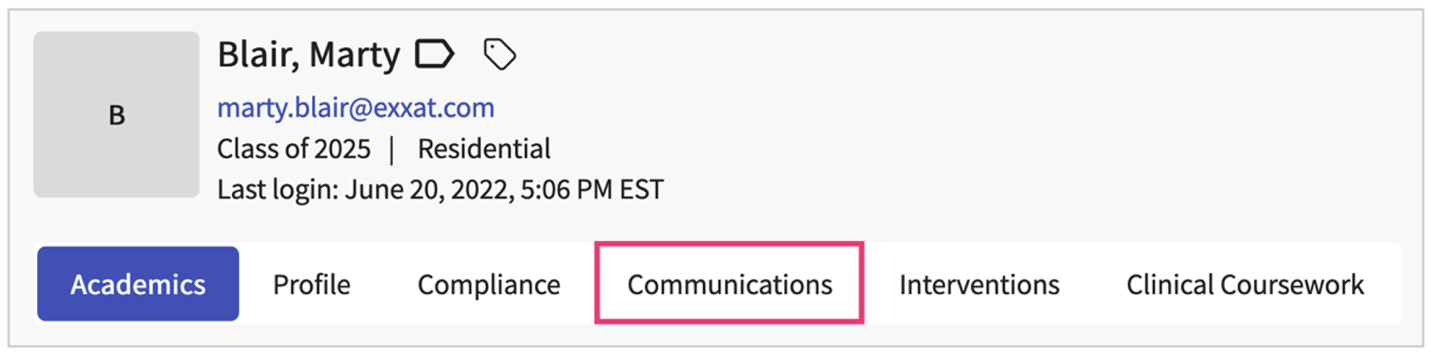 B
Blair, Marty
marty.blair@exxat.com
Class of 2025 | Residential
Last login: June 20, 2022, 5:06 PM EST
Academics Profile Compliance Communications Interventions Clinical Coursework